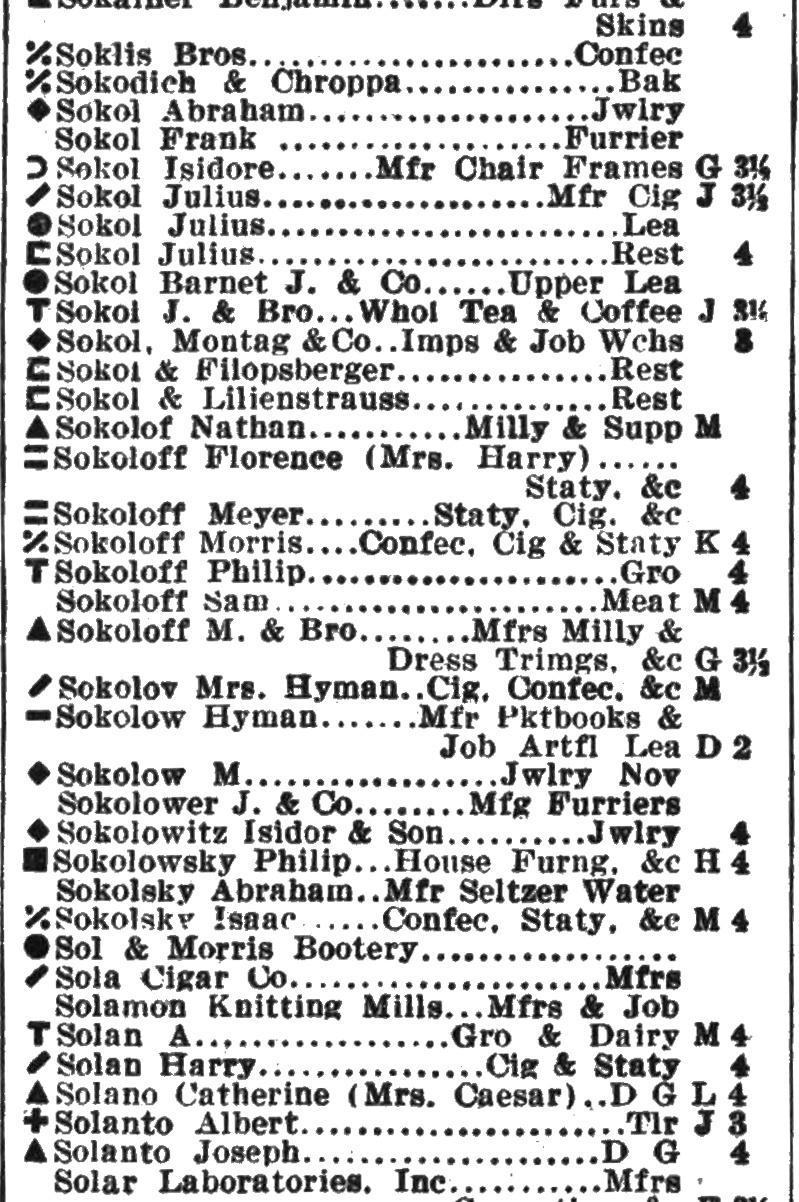 Benjamin........Dlrs Furs &
Skins 4
Soklis Bros........................Confec
Sokodich & Chroppa................Bak
Sokol Abraham.....................Jwlry
Sokol Frank .....................Furrier
Sokol Isidore.......Mfr Chair Frames G 3½
Sokol Julius.....................Mfr Cig J 3½
Sokol Julius..........................Lea
Sokol Julius..........................Rest 4
Sokol Barnet J. & Co......Upper Lea
Sokol J. & Bro...Whol Tea & Coffee J 3½
Sokol, Montag & Co..Imps & Job Wchs 3
Sokol & Filopsberger................Rest
Sokol & Lilienstrauss...............Rest
Sokolof Nathan...........Milly & Supp M
Sokoloff Florence (Mrs. Harry)......
Staty, &c 4
Sokoloff Meyer.........Staty, Cig, &c
Sokoloff Morris....Confec, Cig & Staty K 4
Sokoloff Philip.......................Gro 4
Sokoloff Sam........................Meat M 4
Sokoloff M. & Bro........Mfrs Milly &
Dress Trimgs, &c G 3½
Sokolov Mrs. Hyman..Cig, Confec, &c M
Sokolow Hyman.......Mfr Pktbooks &
Job Artfl Lea D 2
Sokolow M...................Jwlry Nov
Sokolower J. & Co........Mfg Furriers
Sokolowitz Isidor & Son..........Jwlry 4
Sokolowsky Philip...House Furng, &c H 4
Sokolsky Abraham..Mfr Seltzer Water
Sokolsky Isaac ......Confec, Staty, &c M 4
Sol & Morris Bootery...................
Sola Cigar Co.......................Mfrs
Solamon Knitting Mills...Mfrs & Job
Solan A...................Gro & Dairy M 4
Solan Harry.................Cig & Staty 4
Solano Catherine (Mrs. Caesar)..D G L 4
Solanto Albert........................Tlr J 3
Solanto Joseph......................D G 4
Solar Laboratories, Inc...........Mfrs